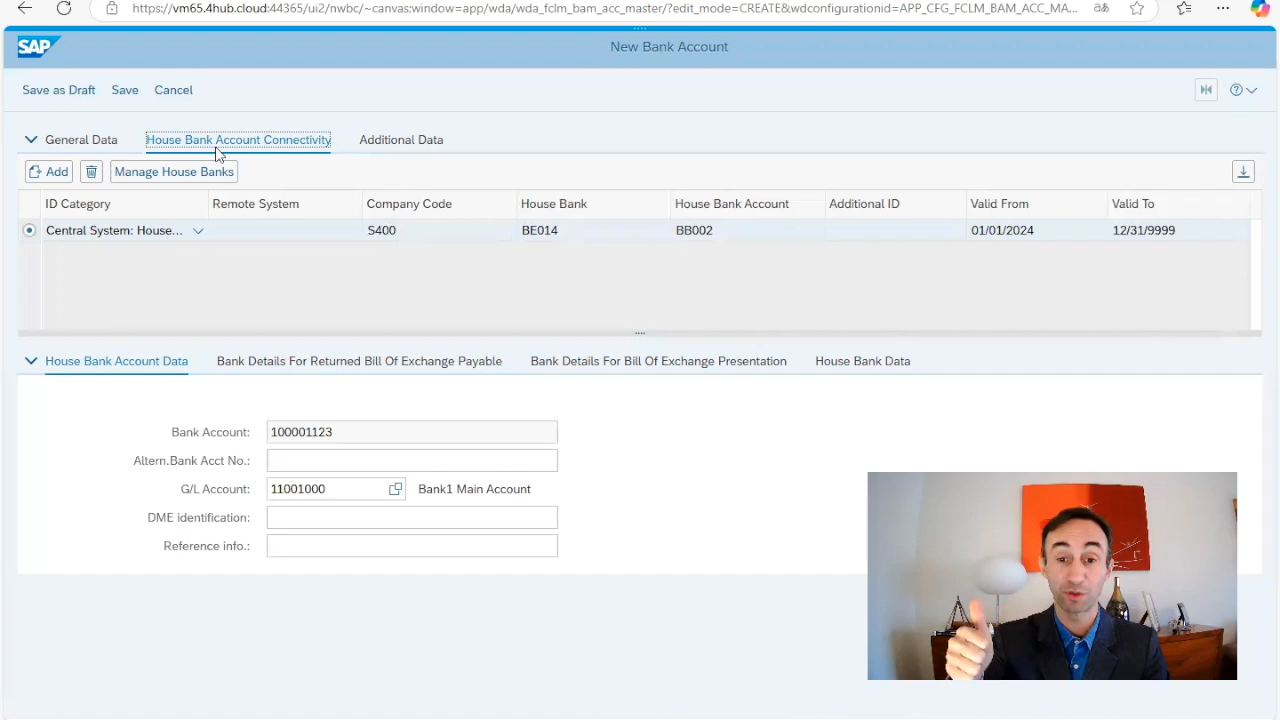 https://vm65.4hub.cloud:44365/ui2/nwbc/~canvas;window=app/wda/wda_fclm_bam_acc_master/?edit_mode=CREATE&wdconfigurationid=APP_CFG_FCLM_BAM_ACC_MA...
SAP
New Bank Account
Save as Draft Save Cancel
General Data House Bank Account Connectivity Additional Data
Add Manage House Banks
ID Category Remote System Company Code House Bank House Bank Account Additional ID Valid From Valid To
Central System: House... S400 BE014 BB002 01/01/2024 12/31/9999
House Bank Account Data Bank Details For Returned Bill Of Exchange Payable Bank Details For Bill Of Exchange Presentation House Bank Data
Bank Account: 100001123
Altern.Bank Acct No.:
G/L Account: 11001000 Bank1 Main Account
DME identification:
Reference info.: